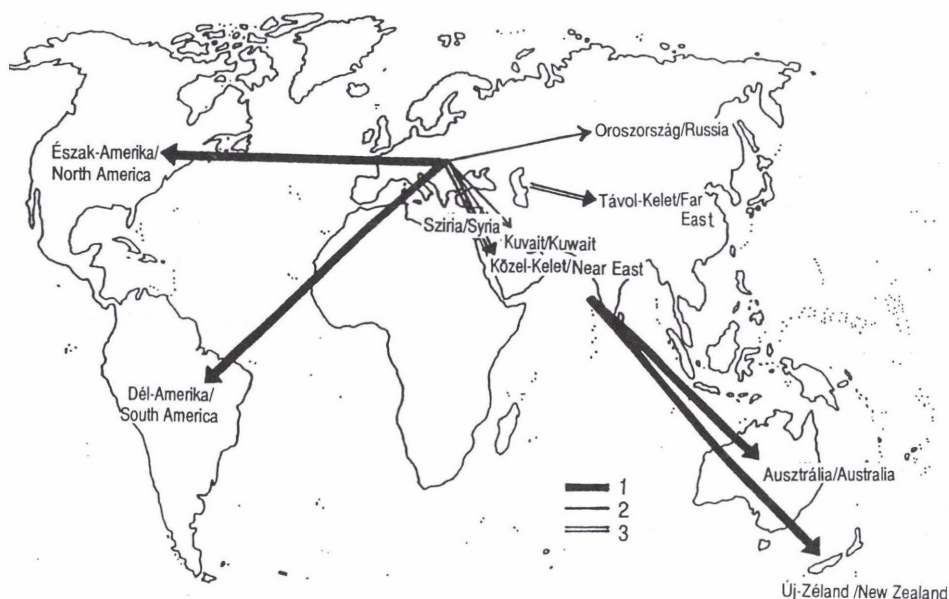 Oroszország/Russia
Észak-Amerika/
North America
Távol-Kelet/Far
East
Sziria/Syria
Kuvait/Kuwait
Közel-Kelet/Near East
Dél-Amerika/
South America
Ausztrália/Australia
1
2
3
Új-Zéland /New Zealand